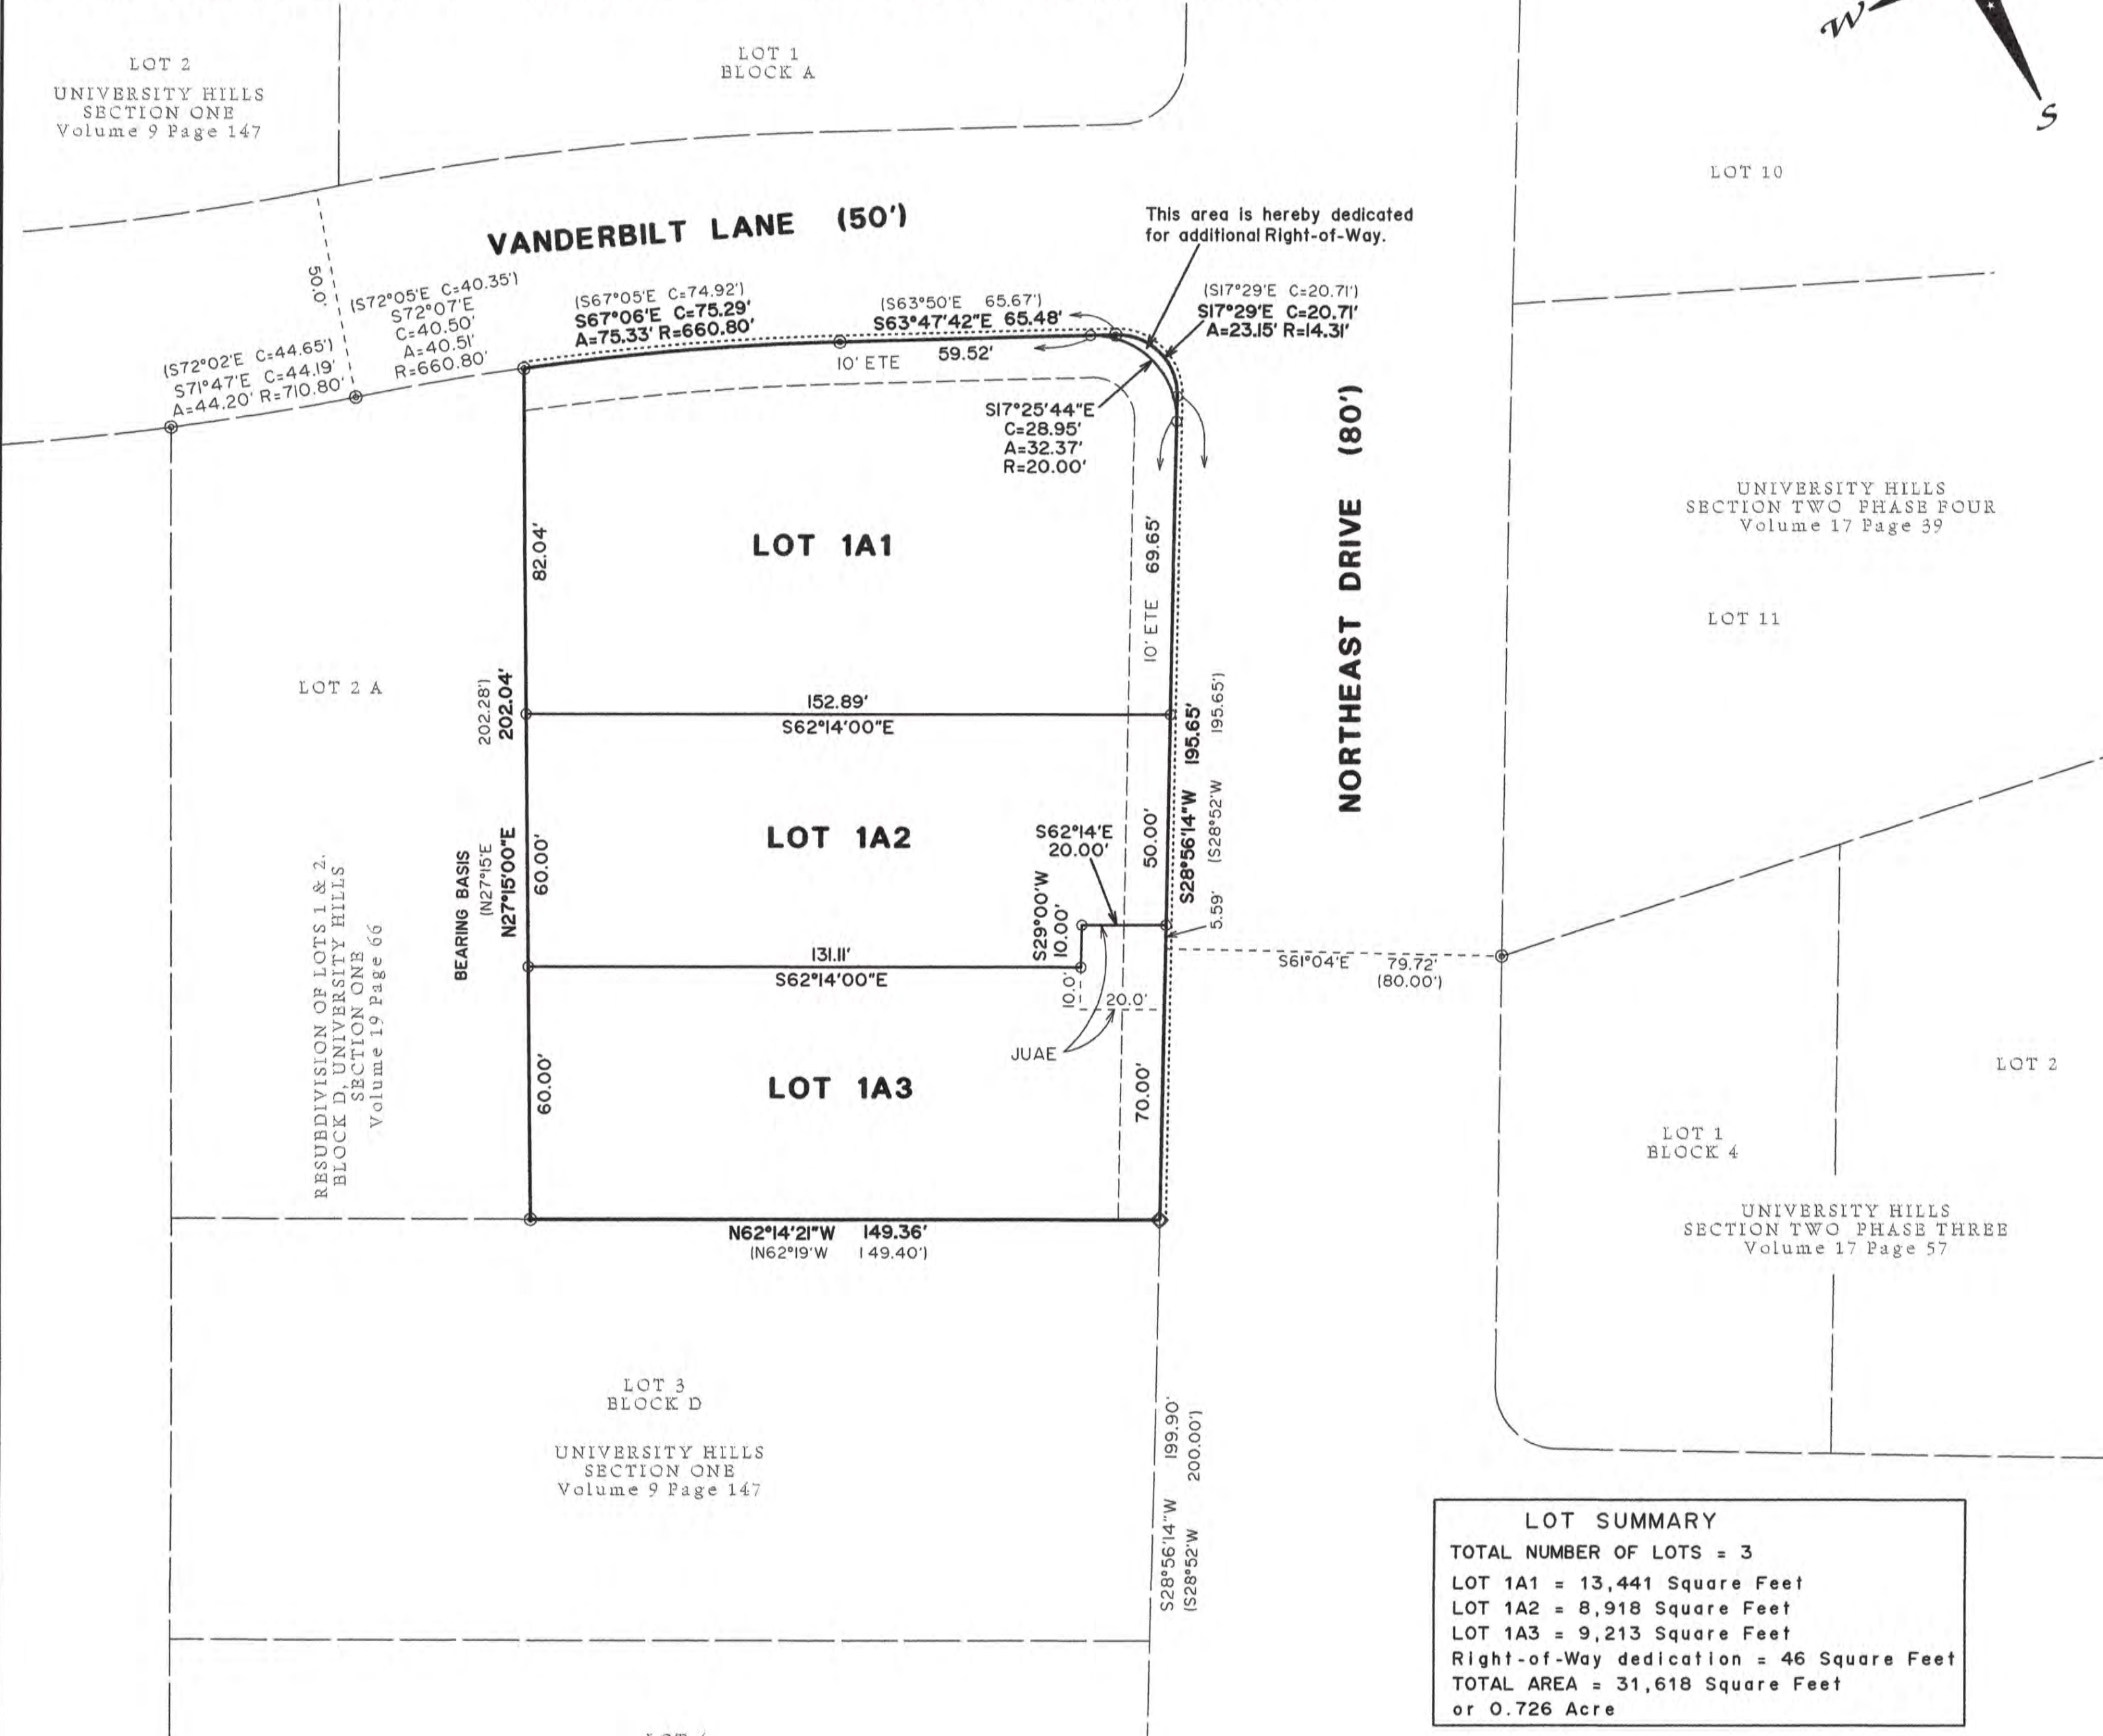 W
S
LOT 2
UNIVERSITY HILLS
SECTION ONE
Volume 9 Page 147
LOT 1
BLOCK A
LOT 10
VANDERBILT LANE (50')
This area is hereby dedicated
for additional Right-of-Way.
50.0'
(S72°02'E C=44.65')
S71°47'E C=44.19'
A=44.20' R=710.80'
(S72°05'E C=40.35')
S72°07'E
C=40.50'
A=40.51'
R=660.80'
(S67°05'E C=74.92')
S67°06'E C=75.29'
A=75.33' R=660.80'
(S63°50'E 65.67')
S63°47'42"E 65.48'
59.52'
10' ETE
(S17°29'E C=20.71')
S17°29'E C=20.71'
A=23.15' R=14.31'
S17°25'44"E
C=28.95'
A=32.37'
R=20.00'
NORTHEAST DRIVE (80')
UNIVERSITY HILLS
SECTION TWO PHASE FOUR
Volume 17 Page 39
LOT 11
82.04'
LOT 1A1
10' ETE 69.65'
LOT 2 A
202.28')
202.04'
152.89'
S62°14'00"E
BEARING BASIS
(N27°15'E
N27°15'00"E
60.00'
LOT 1A2
S62°14'E
20.00'
50.00'
S28°56'14"W 195.65'
(S28°52'W 195.65')
5.59'
S29°00'W
10.00'
131.11'
S62°14'00"E
10.0'
20.0'
JUAE
S61°04'E 79.72'
(80.00')
RESUBDIVISION OF LOTS 1 & 2.
BLOCK D, UNIVERSITY HILLS
SECTION ONE
Volume 19 Page 66
60.00'
LOT 1A3
70.00'
N62°14'21"W 149.36'
(N62°19'W 149.40')
LOT 2
LOT 1
BLOCK 4
UNIVERSITY HILLS
SECTION TWO PHASE THREE
Volume 17 Page 57
LOT 3
BLOCK D
UNIVERSITY HILLS
SECTION ONE
Volume 9 Page 147
S28°56'14"W 199.90'
(S28°52'W 200.00')
LOT SUMMARY
TOTAL NUMBER OF LOTS = 3
LOT 1A1 = 13,441 Square Feet
LOT 1A2 = 8,918 Square Feet
LOT 1A3 = 9,213 Square Feet
Right-of-Way dedication = 46 Square Feet
TOTAL AREA = 31,618 Square Feet
or 0.726 Acre